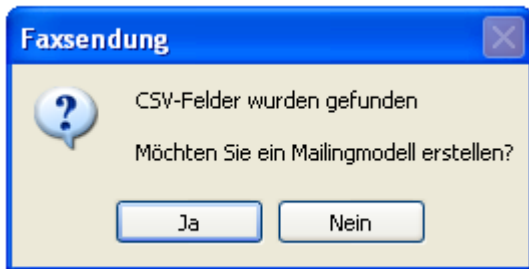 Faxsendung
CSV-Felder wurden gefunden
Möchten Sie ein Mailingmodell erstellen?
Ja
Nein